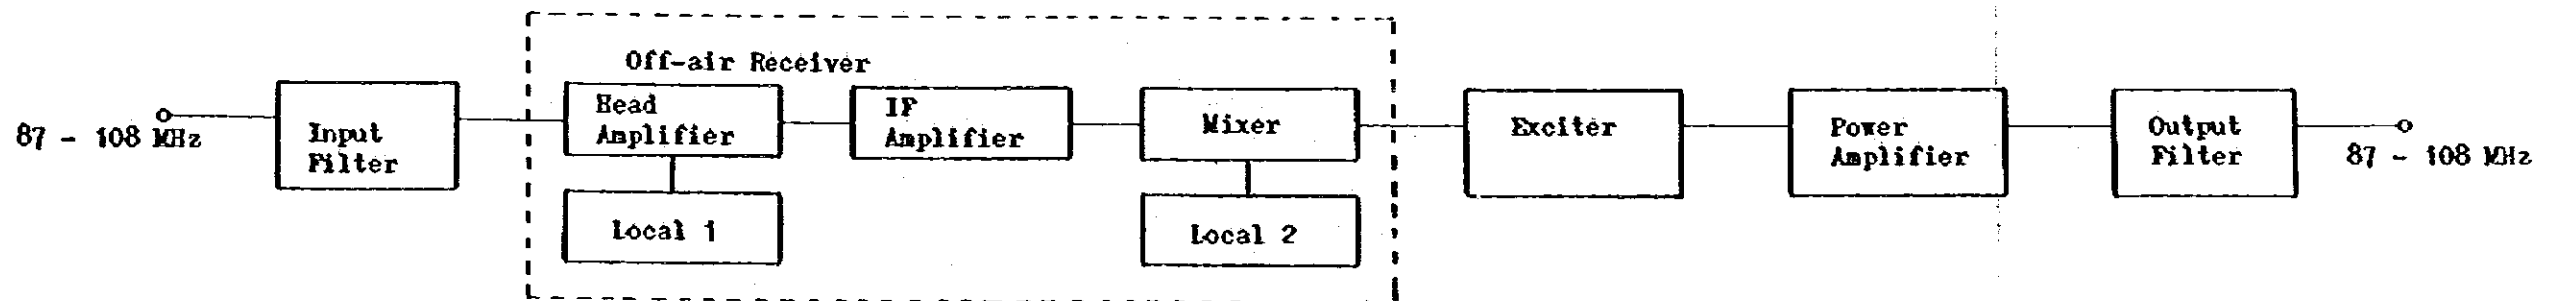 Off-air Receiver
87 - 108 MHz
Input
Filter
Head
Amplifier
IF
Amplifier
Mixer
Exciter
Power
Amplifier
Output
Filter
87 - 108 MHz
Local 1
Local 2